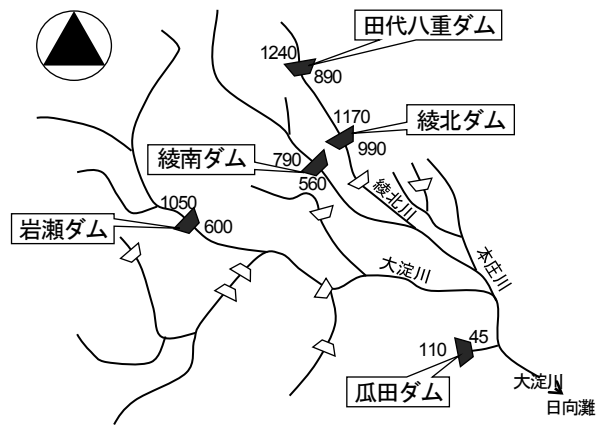 田代八重ダム
1240
890
1170
綾北ダム
990
790
綾南ダム
560
綾北川
1050
岩瀬ダム
600
本庄川
大淀川
45
110
瓜田ダム
大淀川
日向灘